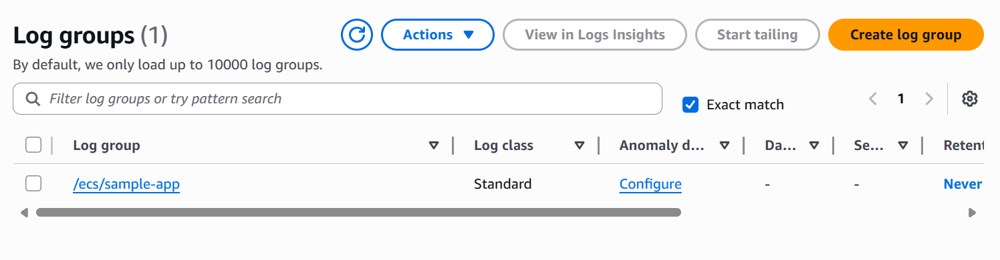 Log groups (1)
Actions
View in Logs Insights
Start tailing
Create log group
By default, we only load up to 10000 log groups.
Filter log groups or try pattern search
Exact match
1
Log group
Log class
Anomaly d...
Da...
Se...
Retent
/ecs/sample-app
Standard
Configure
-
-
Never